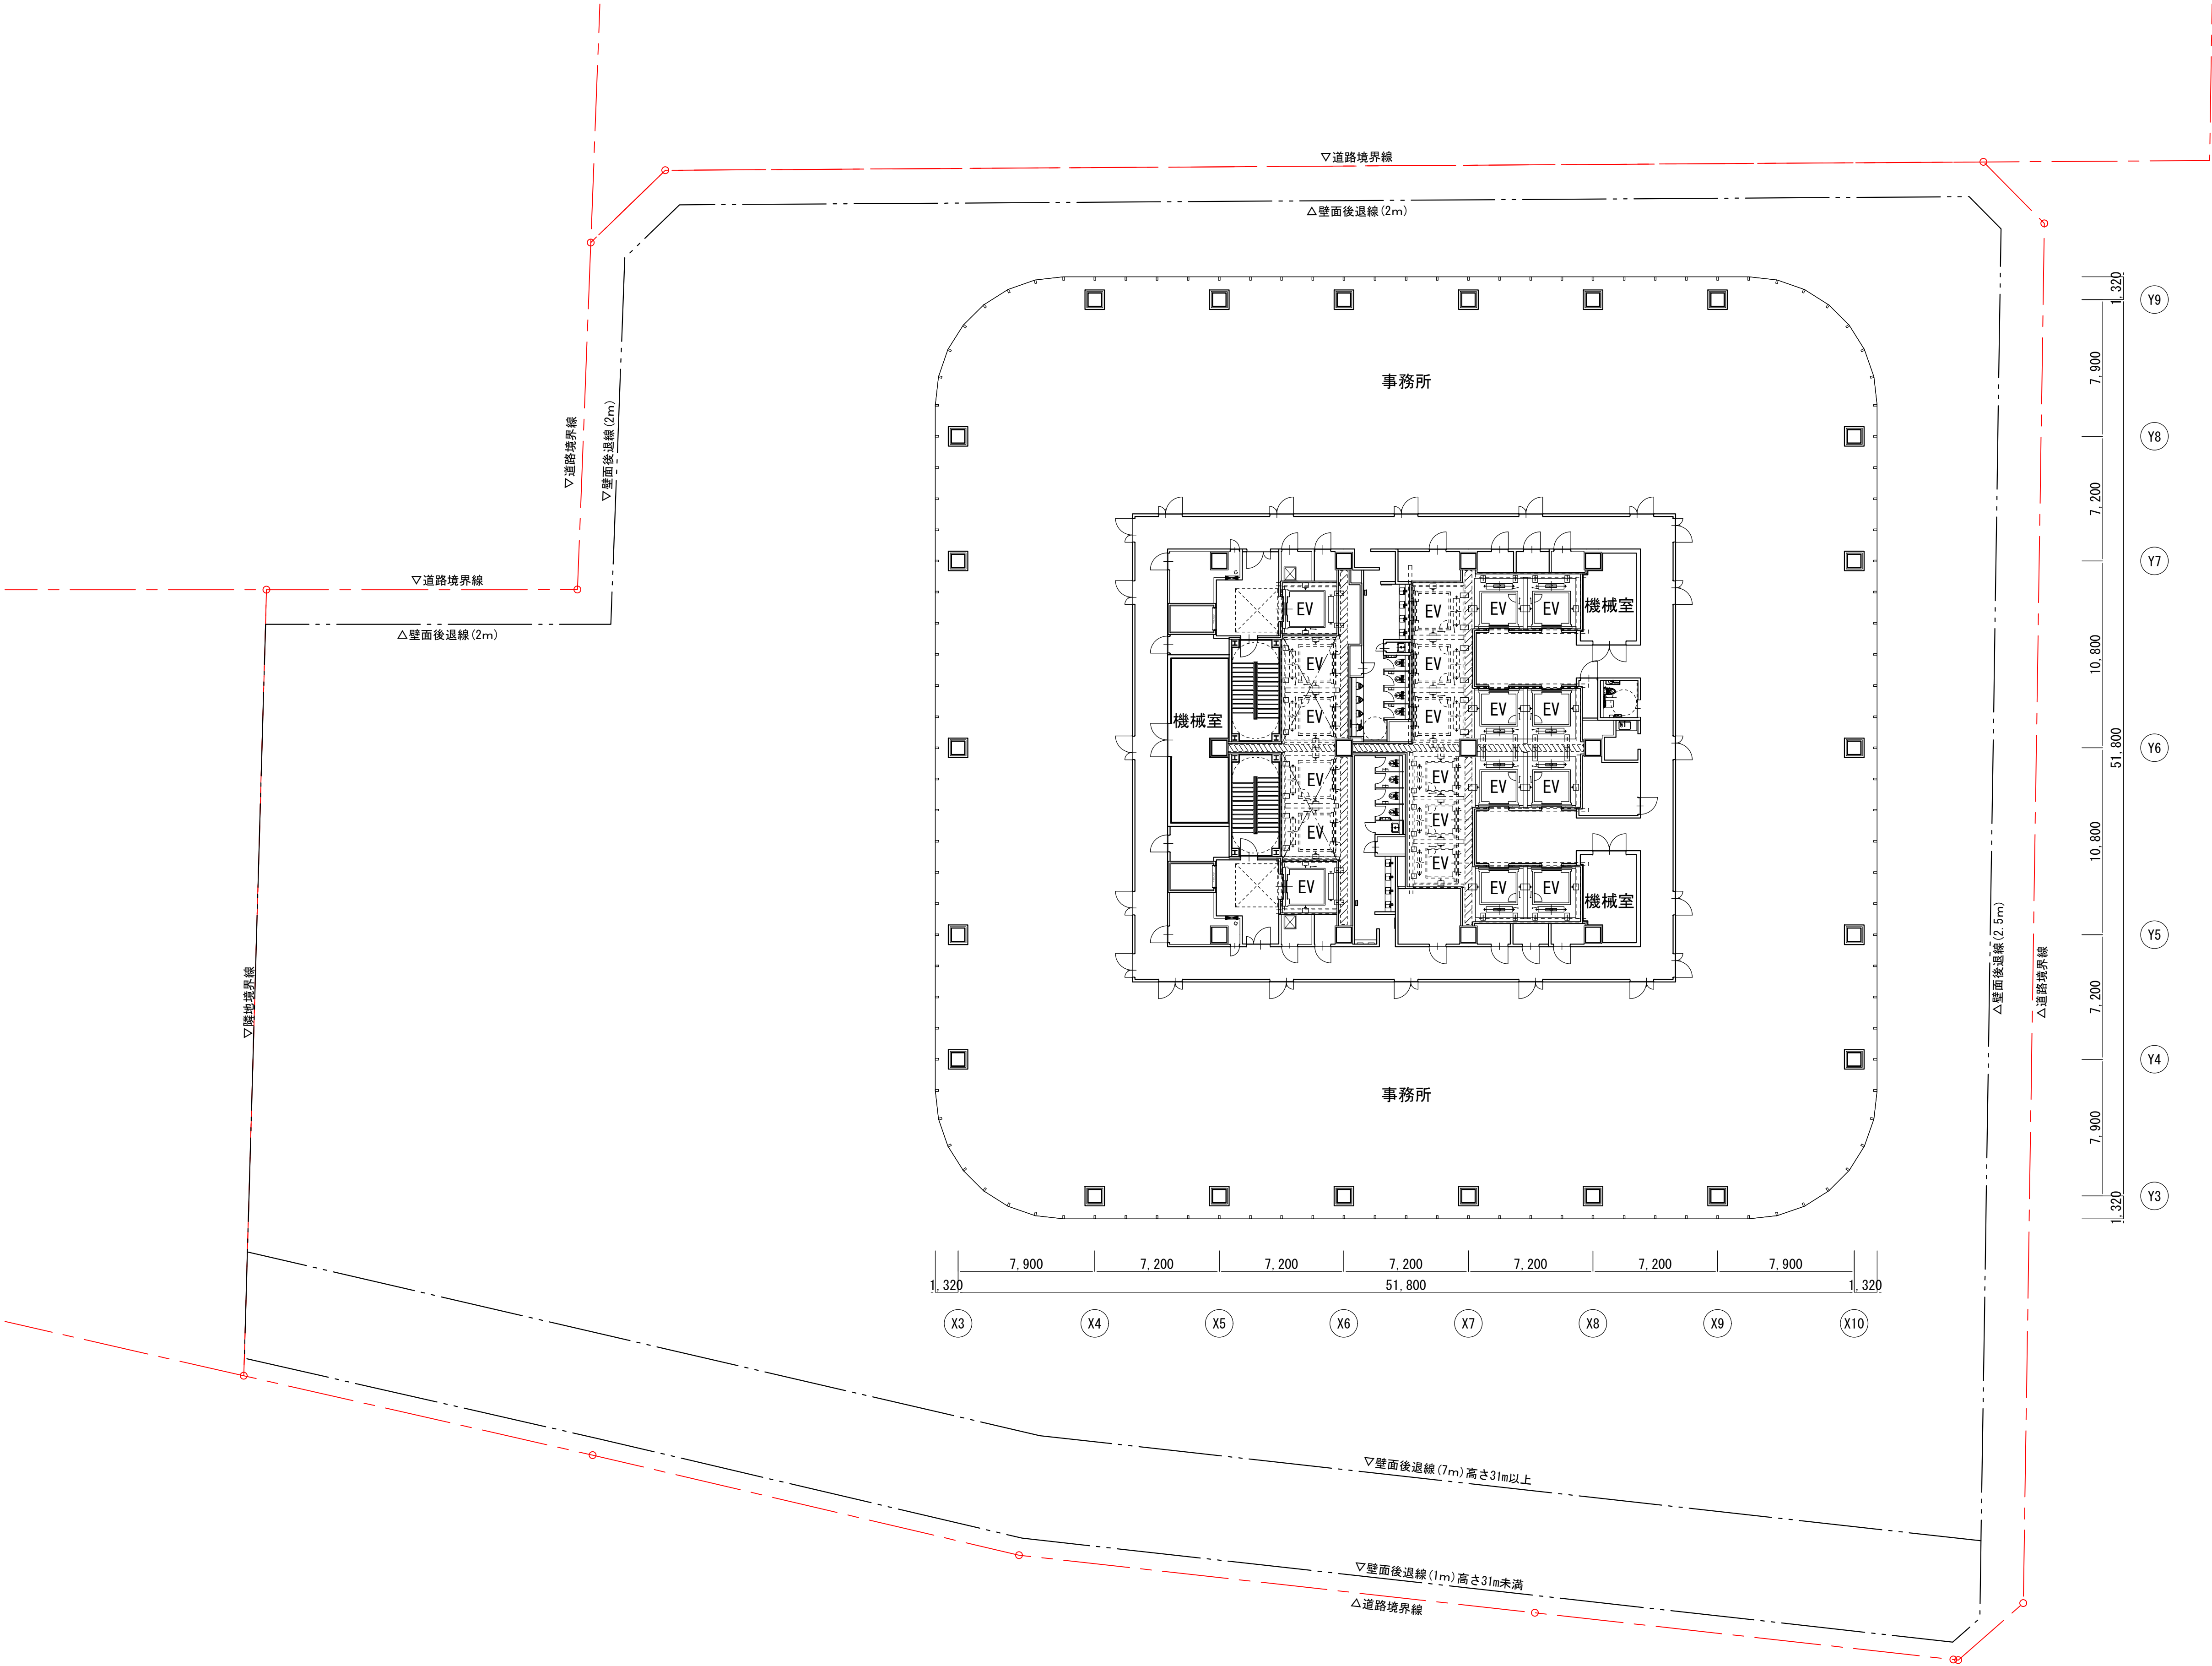 ▽道路境界線
△壁面後退線(2m)
1,320
Y9
7,900
事務所
▽道路境界線
▽壁面後退線(2m)
Y8
7,200
Y7
▽道路境界線
△壁面後退線(2m)
EV
EV
EV
EV
機械室
10,800
EV
EV
機械室
EV
EV
EV
EV
Y6
51,800
EV
EV
EV
EV
EV
EV
10,800
EV
EV
EV
EV
機械室
Y5
△壁面後退線(2.5m)
△道路境界線
▽隣地境界線
7,200
Y4
事務所
7,900
Y3
1,320
7,900
7,200
7,200
7,200
7,200
7,200
7,900
1,320
51,800
1,320
X3
X4
X5
X6
X7
X8
X9
X10
▽壁面後退線(7m)高さ31m以上
▽壁面後退線(1m)高さ31m未満
△道路境界線